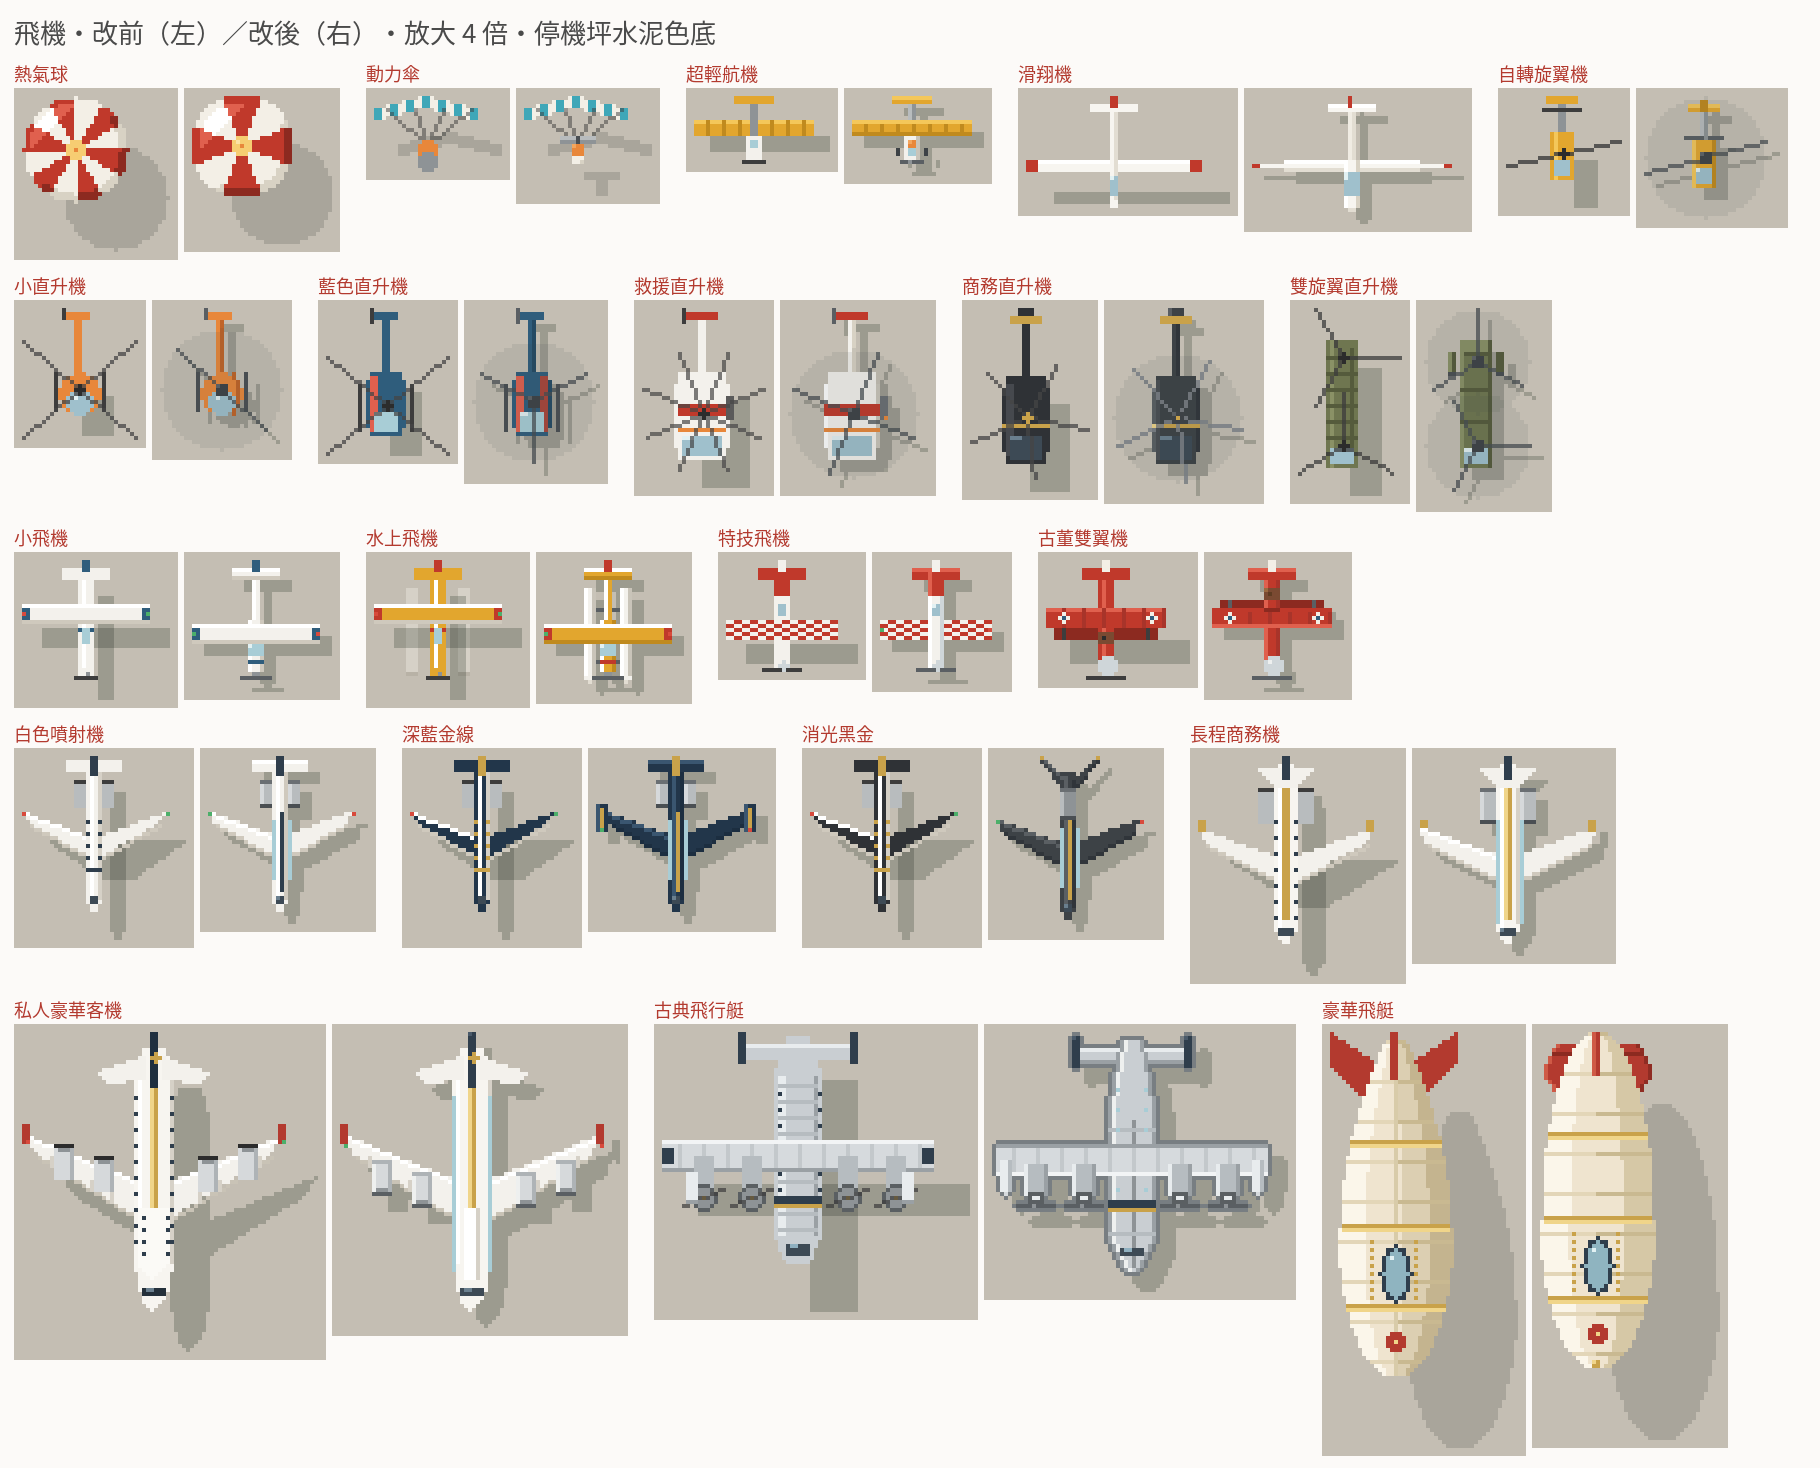 飛機・改前（左）／改後（右）・放大 4 倍・停機坪水泥色底
熱氣球
動力傘
超輕航機
滑翔機
自轉旋翼機
小直升機
藍色直升機
救援直升機
商務直升機
雙旋翼直升機
小飛機
水上飛機
特技飛機
古董雙翼機
白色噴射機
深藍金線
消光黑金
長程商務機
私人豪華客機
古典飛行艇
豪華飛艇